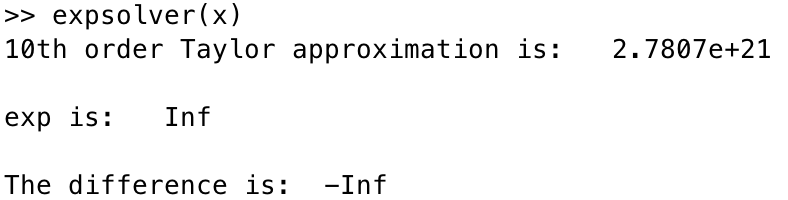 >> expsolver(x)
10th order Taylor approximation is:   2.7807e+21
exp is:   Inf
The difference is:  -Inf